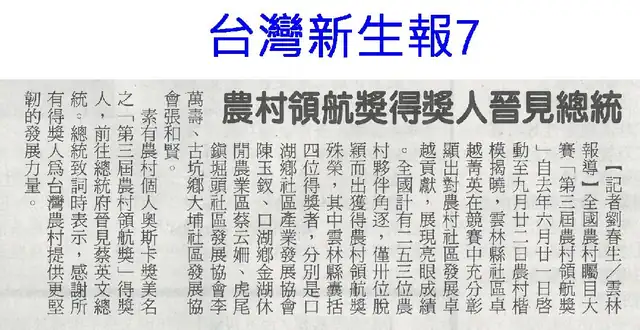 台灣新生報7
農村領航獎得獎人晉見總統
【記者劉春生╱雲林
報導】全國農村矚目大
賽「第三屆農村領航獎
」自去年六月廿一日啓
動至九月廿二日農村楷
模揭曉，雲林縣社區卓
越菁英在競賽中充分彰
顯出對農村社區發展卓
越貢獻，展現亮眼成績
。全國計有二五三位農
村夥伴角逐，僅卅位脫
穎而出獲得農村領航獎
殊榮，其中雲林縣囊括
四位得獎者，分別是口
湖鄉社區產業發展協會
陳玉釵、口湖鄉金湖休
閒農業區蔡云姍、虎尾
鎮堀頭社區發展協會李
萬壽、古坑鄉大埔社區發展協
會張和賢。
素有農村個人奧斯卡獎美名
之「第三屆農村領航獎」得獎
人，前往總統府晉見蔡英文總
統。總統致詞時表示，感謝所
有得獎人為台灣農村提供更堅
韌的發展力量。